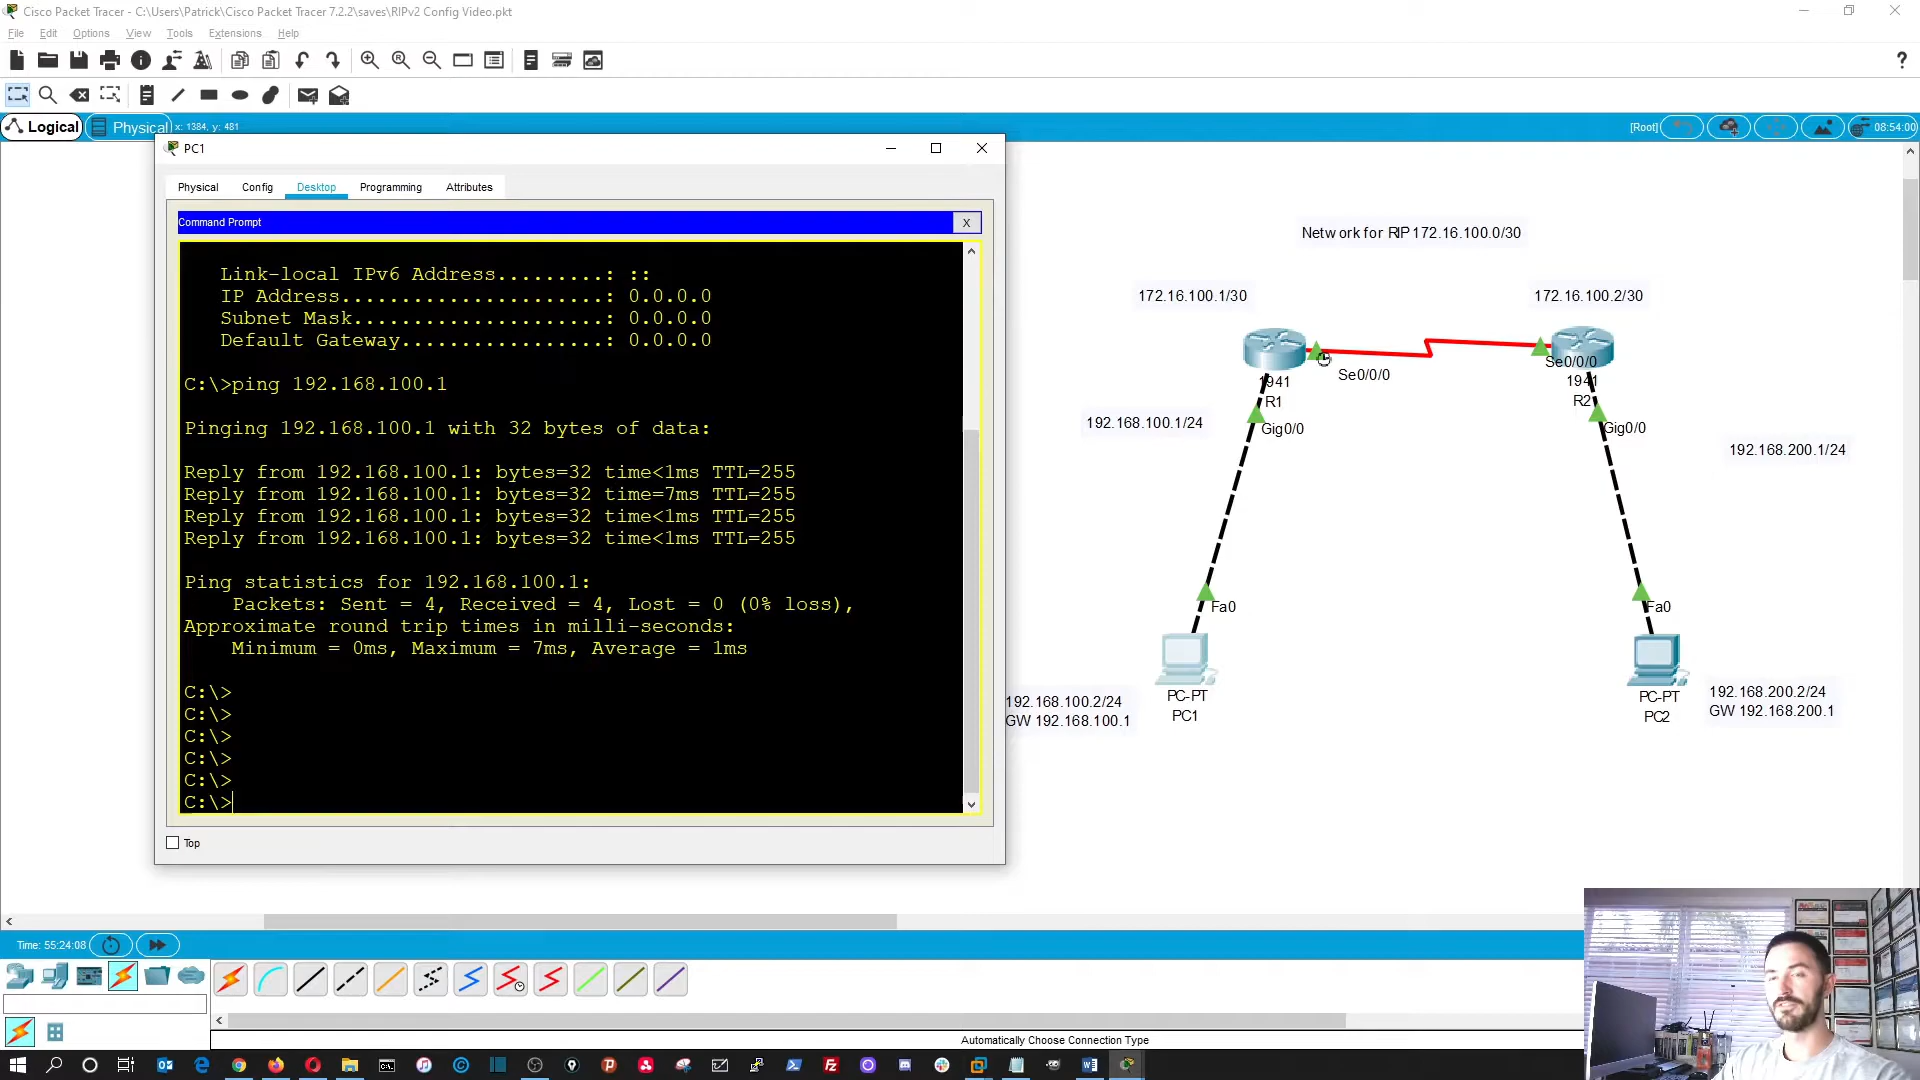 Cisco Packet Tracer - C:\Users\Patrick\Cisco Packet Tracer 7.2.2\saves\RIPv2 Config Video.pkt
File Edit Options View Tools Extensions Help
Logical
Physical
x: 1384, y: 481
[Root]
08:54:00
PC1
Physical Config Desktop Programming Attributes
Command Prompt
X
Link-local IPv6 Address.........: ::
IP Address......................: 0.0.0.0
Subnet Mask.....................: 0.0.0.0
Default Gateway.................: 0.0.0.0
C:\>ping 192.168.100.1
Pinging 192.168.100.1 with 32 bytes of data:
Reply from 192.168.100.1: bytes=32 time<1ms TTL=255
Reply from 192.168.100.1: bytes=32 time=7ms TTL=255
Reply from 192.168.100.1: bytes=32 time<1ms TTL=255
Reply from 192.168.100.1: bytes=32 time<1ms TTL=255
Ping statistics for 192.168.100.1:
Packets: Sent = 4, Received = 4, Lost = 0 (0% loss),
Approximate round trip times in milli-seconds:
Minimum = 0ms, Maximum = 7ms, Average = 1ms
C:\>
C:\>
C:\>
C:\>
C:\>
C:\>
Top
Network for RIP 172.16.100.0/30
172.16.100.1/30
172.16.100.2/30
Se0/0/0
Se0/0/0
1941
R1
1941
R2
192.168.100.1/24
Gig0/0
Gig0/0
192.168.200.1/24
Fa0
Fa0
192.168.100.2/24
GW 192.168.100.1
PC-PT
PC1
PC-PT
PC2
192.168.200.2/24
GW 192.168.200.1
Time: 55:24:08
Automatically Choose Connection Type